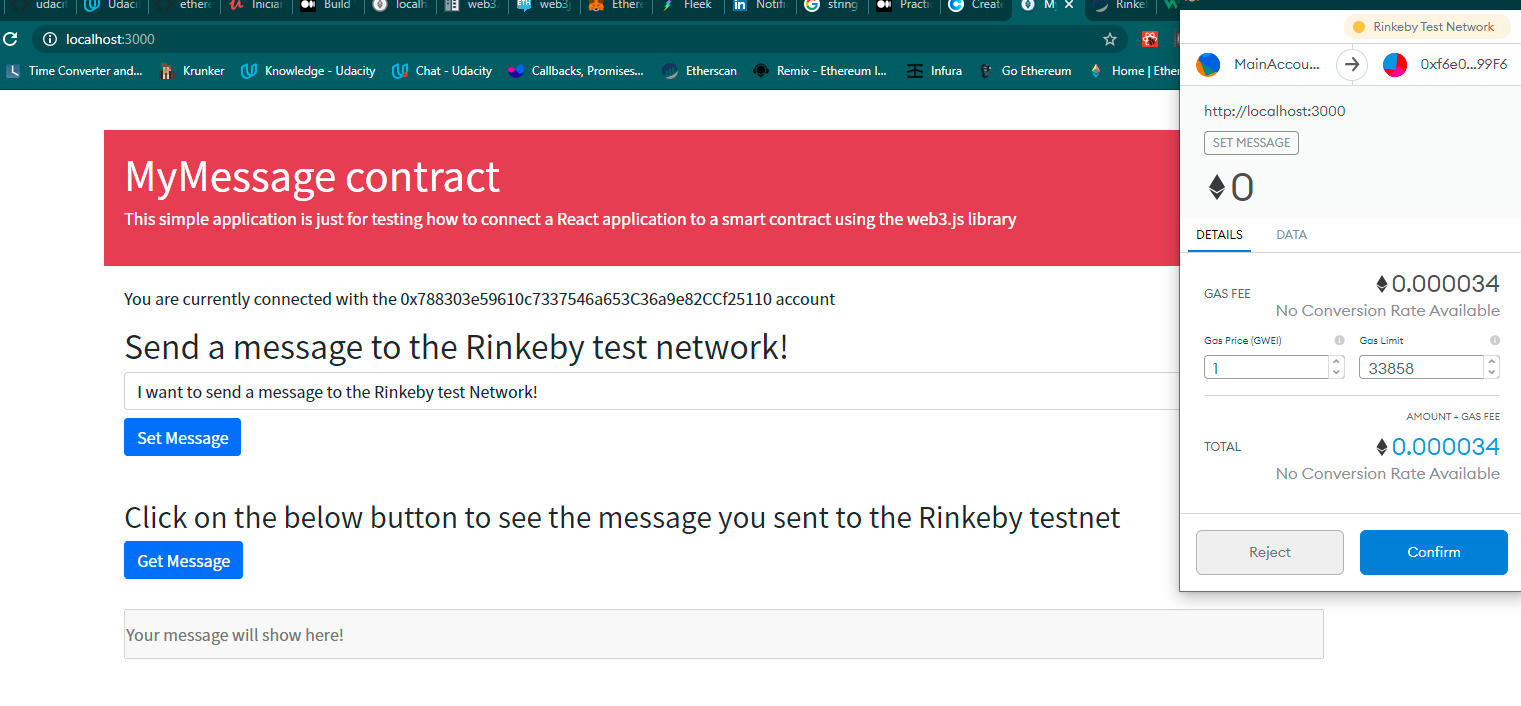 udacit
Udaci
ethere
Inician
Build
localh
web3.
web3j
Ethere
Fleek
Notifi
string
Practi
Create
My
Rinke
localhost:3000
Time Converter and...
Krunker
Knowledge - Udacity
Chat - Udacity
Callbacks, Promises...
Etherscan
Remix - Ethereum I...
Infura
Go Ethereum
Home | Ether
MyMessage contract
This simple application is just for testing how to connect a React application to a smart contract using the web3.js library
You are currently connected with the 0x788303e59610c7337546a653C36a9e82CCf25110 account
Send a message to the Rinkeby test network!
I want to send a message to the Rinkeby test Network!
Set Message
Click on the below button to see the message you sent to the Rinkeby testnet
Get Message
Your message will show here!
Rinkeby Test Network
MainAccou...
0xf6e0...99F6
http://localhost:3000
SET MESSAGE
0
DETAILS DATA
GAS FEE
0.000034
No Conversion Rate Available
Gas Price (GWEI) Gas Limit
1 33858
AMOUNT + GAS FEE
TOTAL
0.000034
No Conversion Rate Available
Reject Confirm